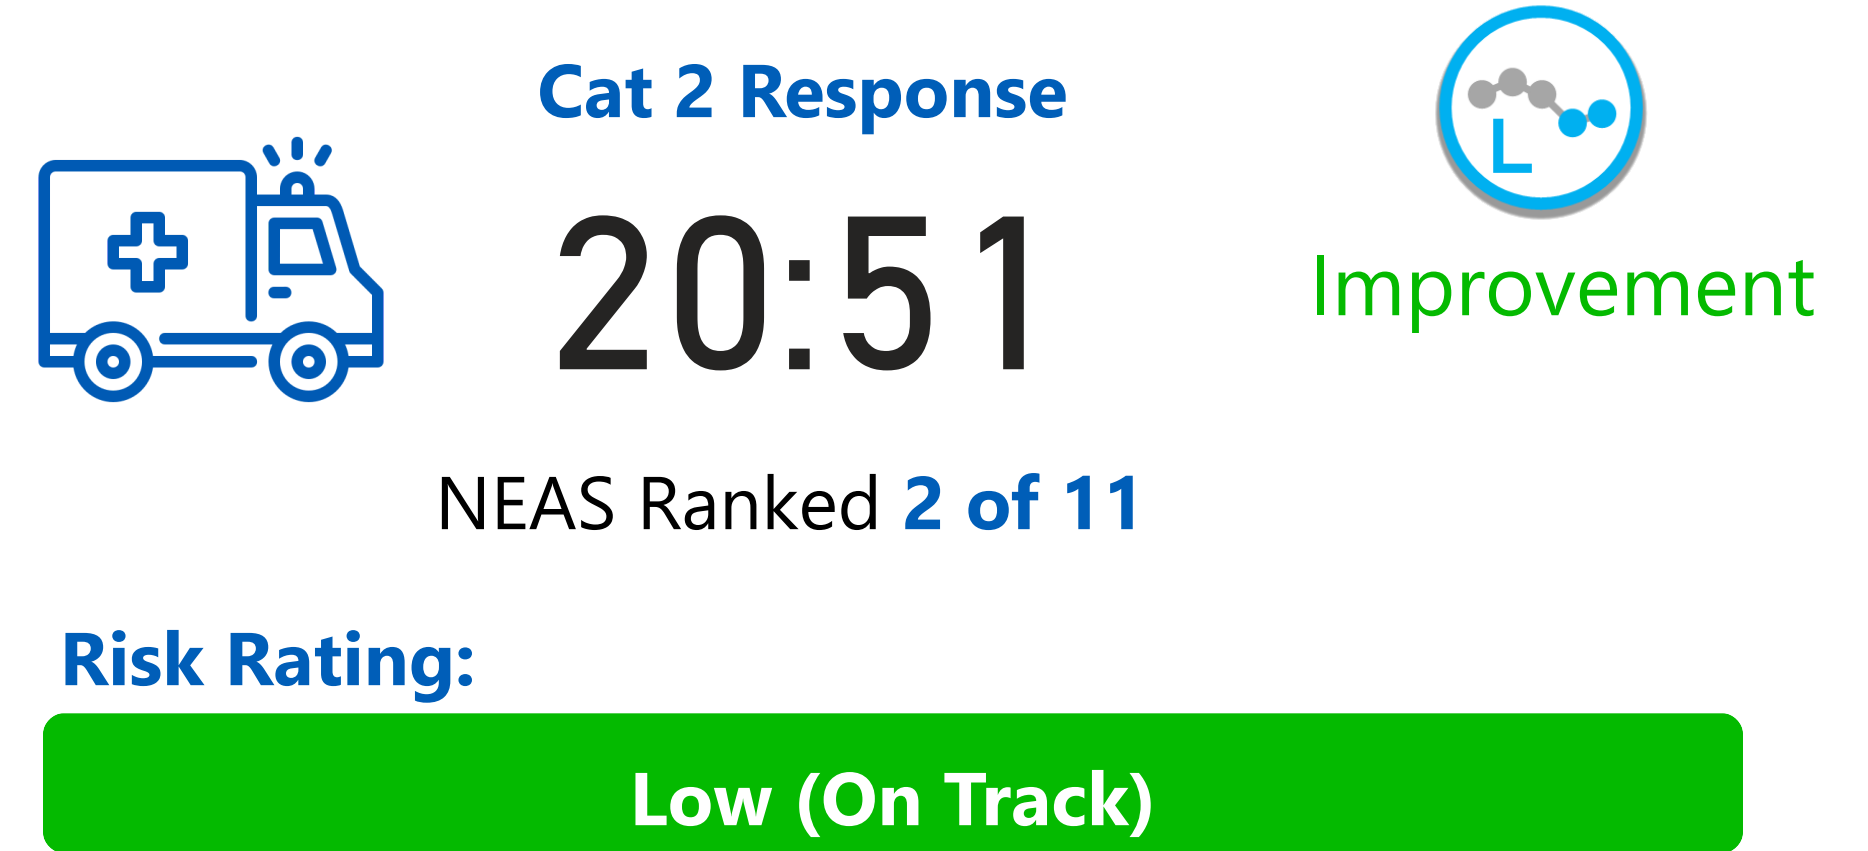 Cat 2 Response
L
20:51
Improvement
NEAS Ranked 2 of 11
Risk Rating:
Low (On Track)